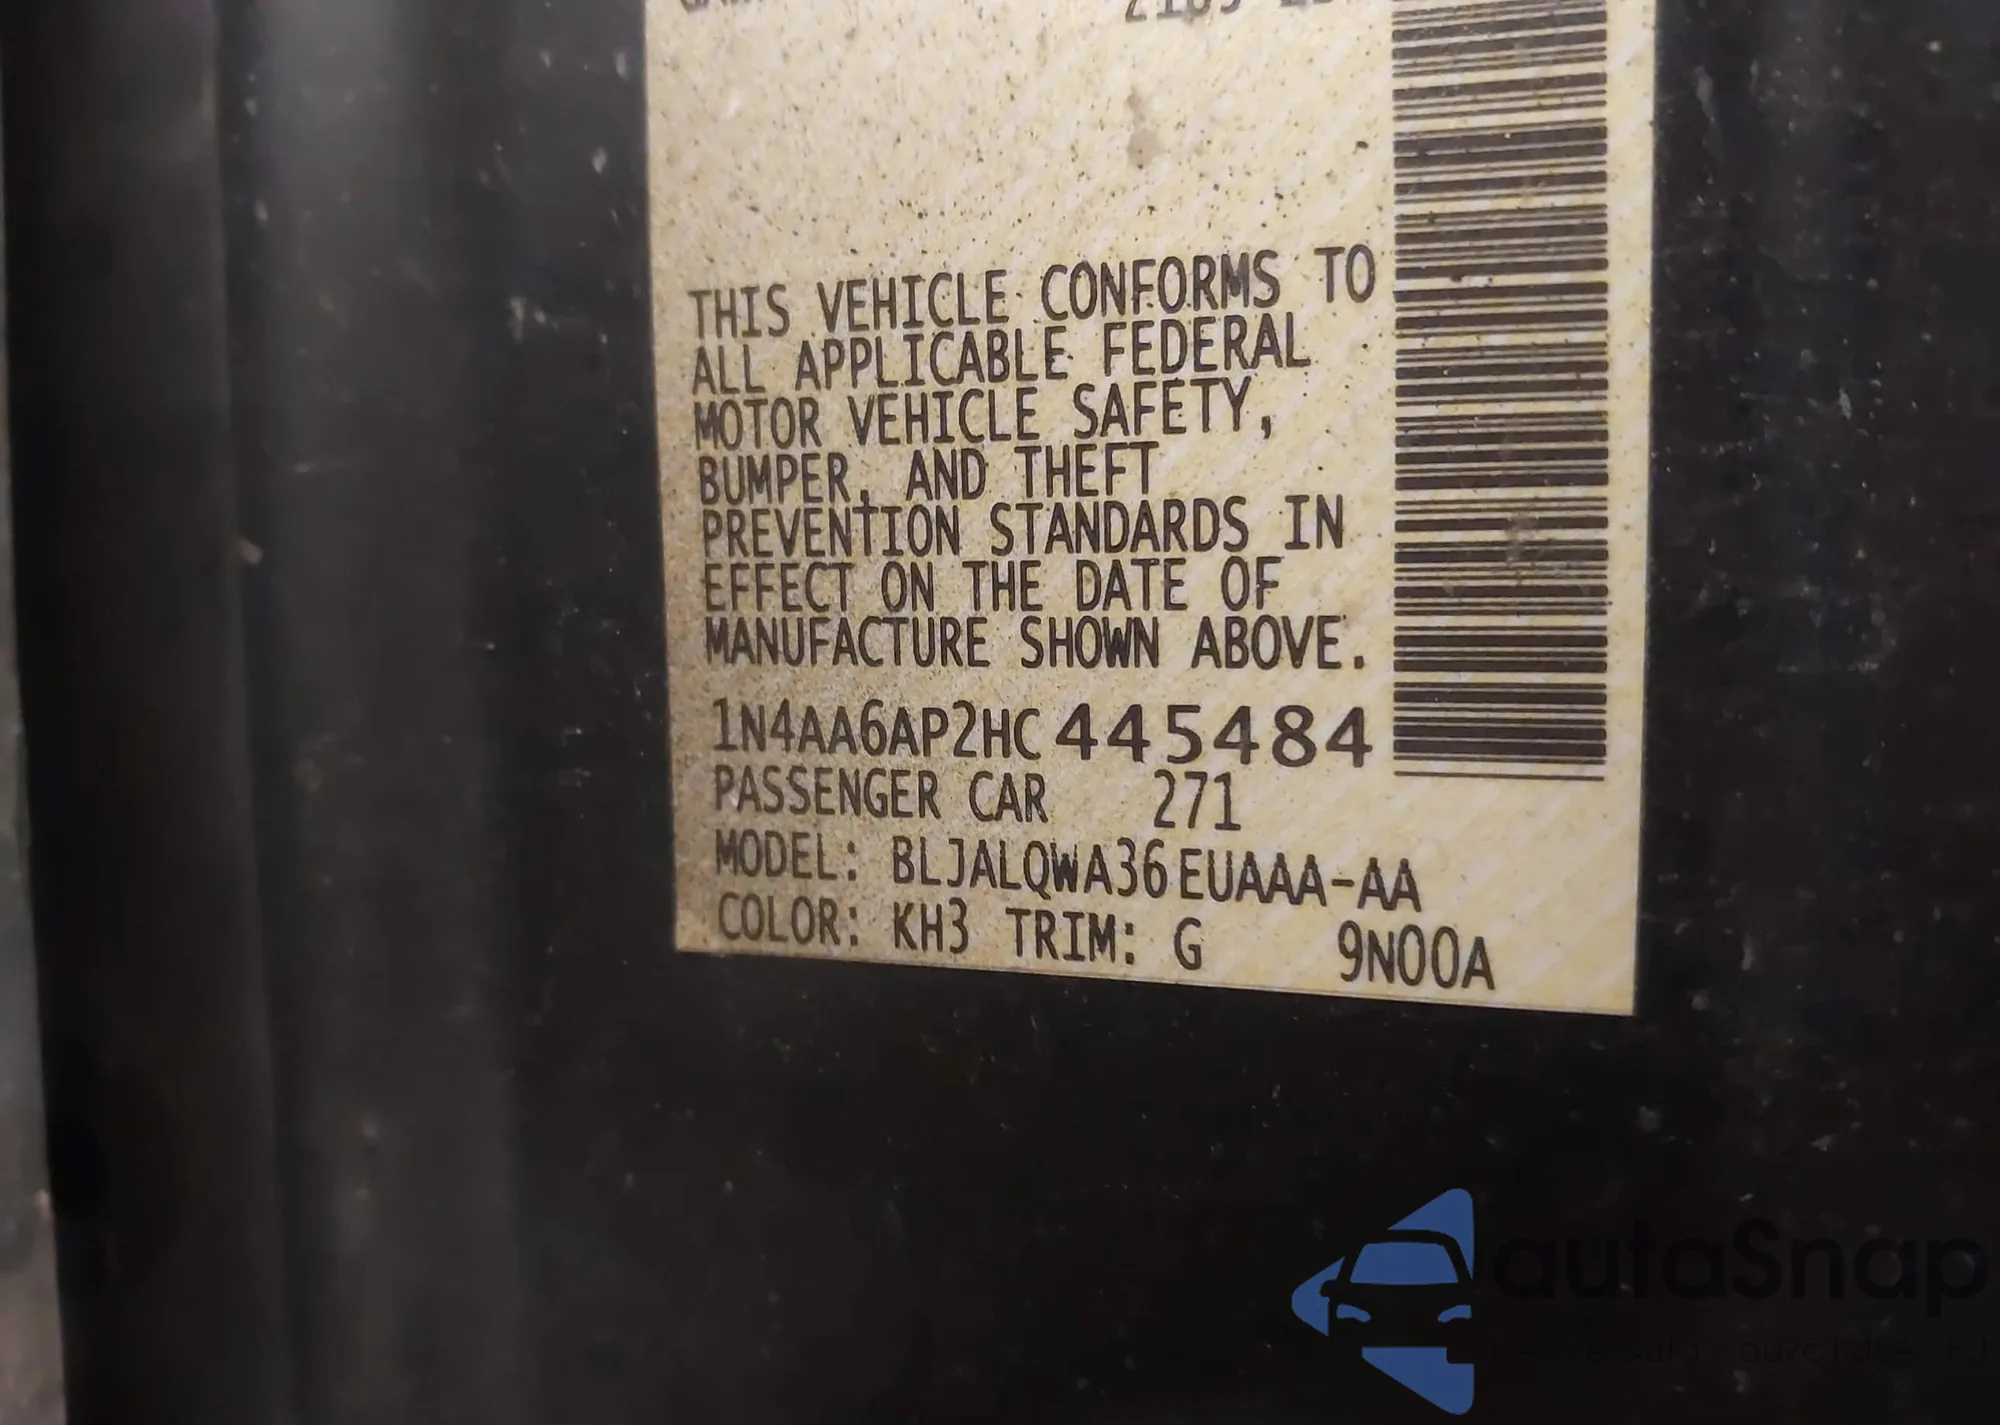 THIS VEHICLE CONFORMS TO
ALL APPLICABLE FEDERAL
MOTOR VEHICLE SAFETY,
BUMPER, AND THEFT
PREVENTION STANDARDS IN
EFFECT ON THE DATE OF
MANUFACTURE SHOWN ABOVE.
1N4AA6AP2HC445484
PASSENGER CAR 271
MODEL: BLJALQWA36EUAAA-AA
COLOR: KH3 TRIM: G 9N00A
autoSnap